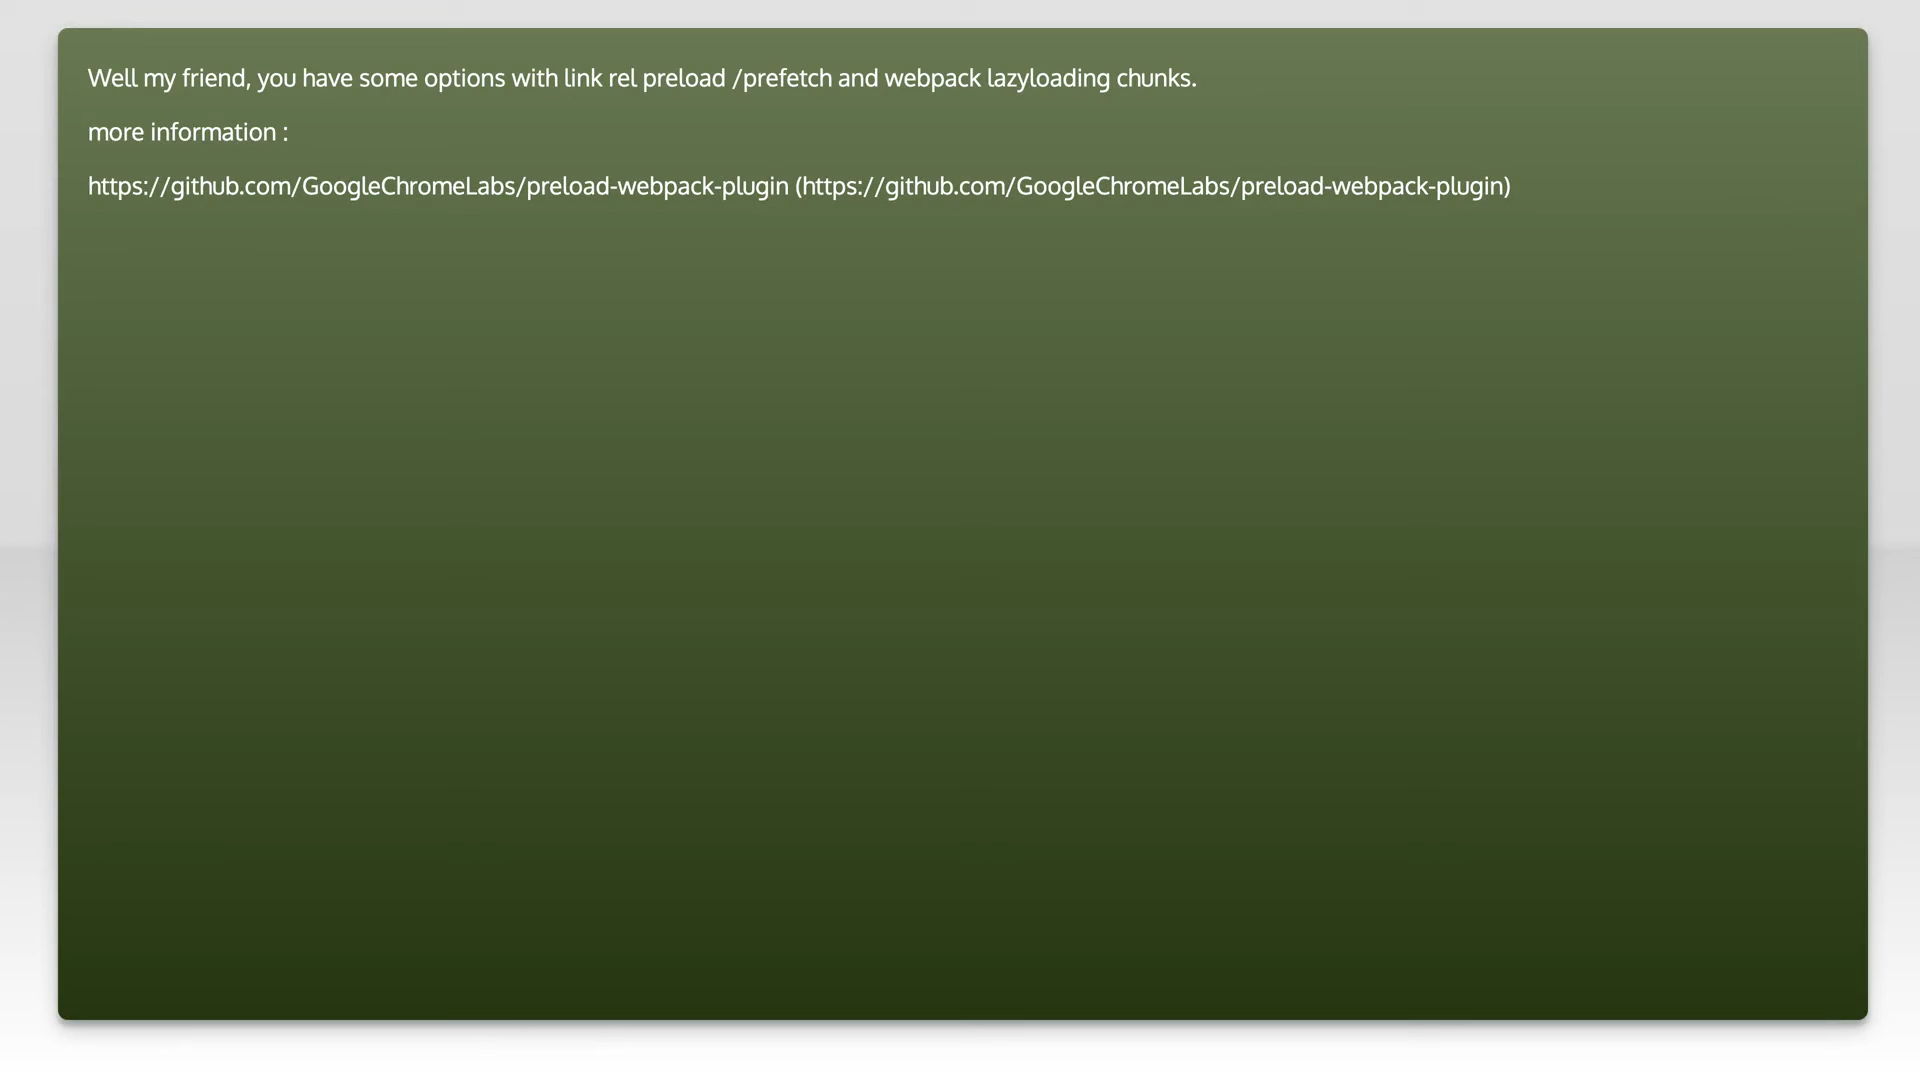 Well my friend, you have some options with link rel preload /prefetch and webpack lazyloading chunks.
more information :
https://github.com/GoogleChromeLabs/preload-webpack-plugin (https://github.com/GoogleChromeLabs/preload-webpack-plugin)